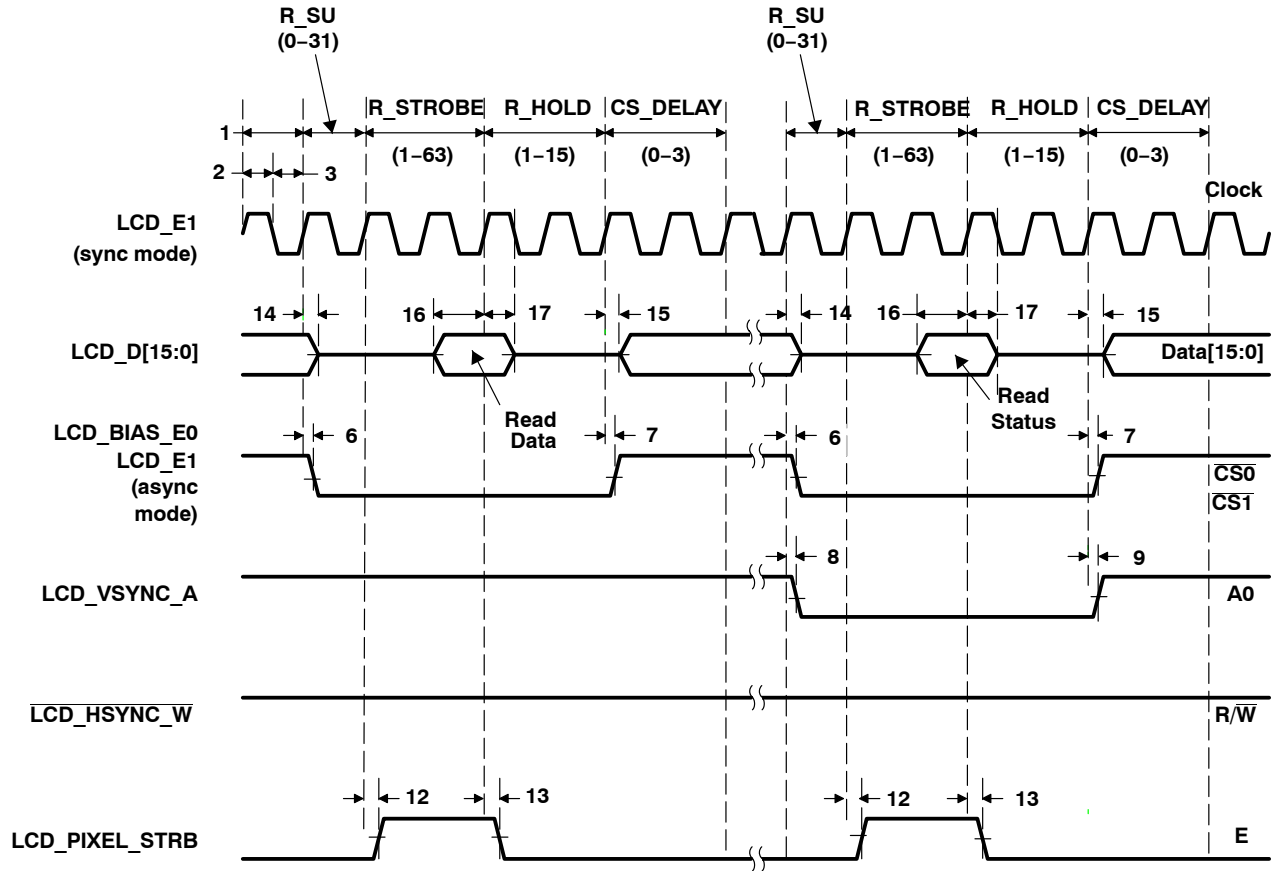 R_SU
(0–31)
R_SU
(0–31)
R_STROBE
R_HOLD
CS_DELAY
R_STROBE
R_HOLD
CS_DELAY
1
(1–63)
(1–15)
(0–3)
(1–63)
(1–15)
(0–3)
2
3
Clock
LCD_E1
(sync mode)
14
16
17
15
14
16
17
15
LCD_D[15:0]
Data[15:0]
Read
Data
Read
Status
LCD_BIAS_E0
6
7
6
7
LCD_E1
(async
mode)
CS0
CS1
8
9
LCD_VSYNC_A
A0
LCD_HSYNC_W
R/W
12
13
12
13
LCD_PIXEL_STRB
E